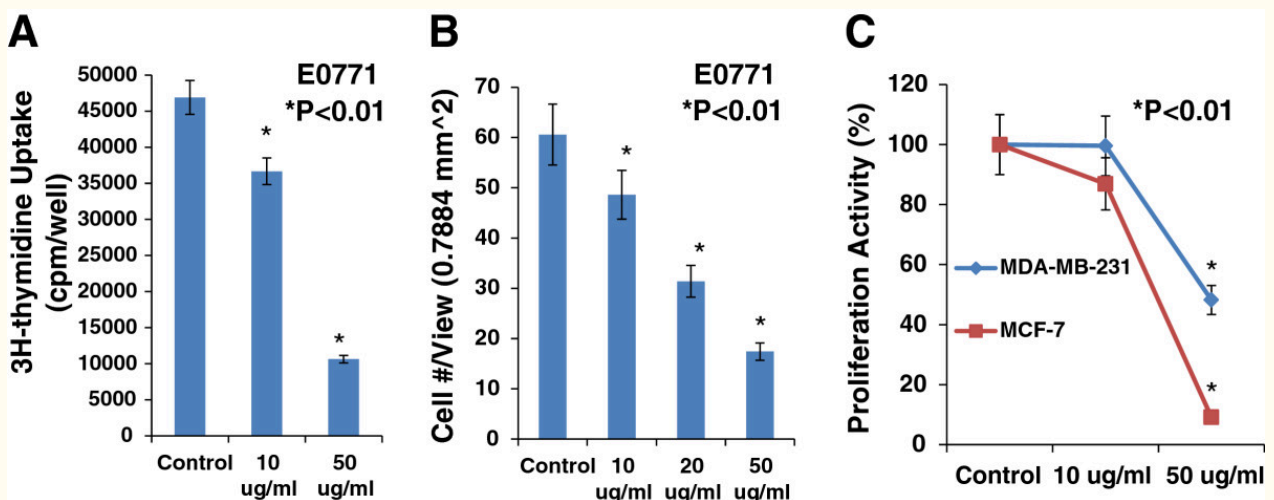 A
3H-thymidine Uptake
(cpm/well)
50000
45000
40000
35000
30000
25000
20000
15000
10000
5000
0
E0771
*P<0.01
*
*
Control
10
ug/ml
50
ug/ml
B
Cell #/View (0.7884 mm^2)
70
60
50
40
30
20
10
0
E0771
*P<0.01
*
*
*
Control
10
ug/ml
20
ug/ml
50
ug/ml
C
Proliferation Activity (%)
120
100
80
60
40
20
0
*P<0.01
MDA-MB-231
MCF-7
*
*
Control 10 ug/ml 50 ug/ml